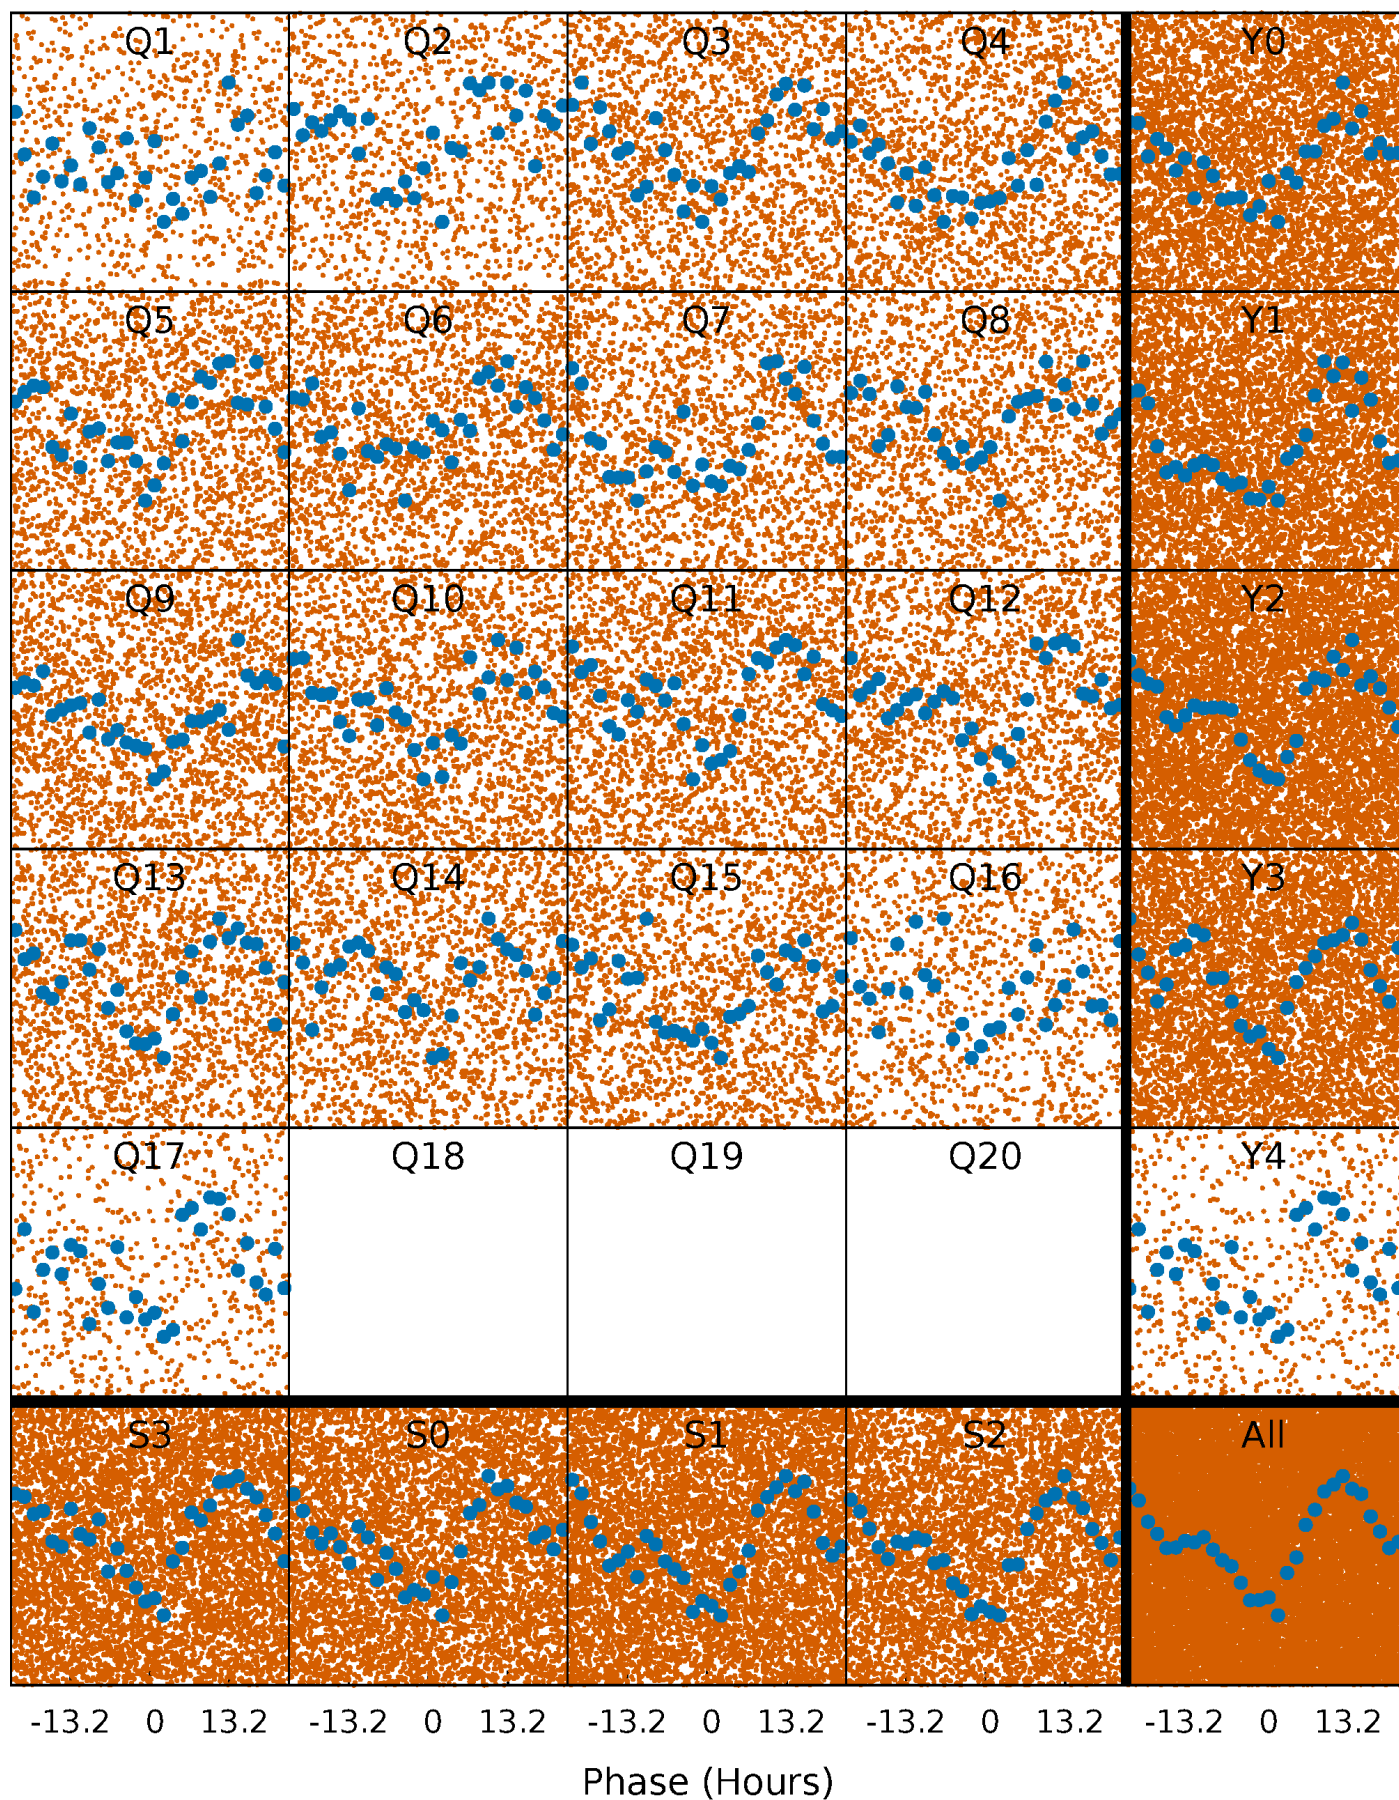 Q1 Q2 Q3 Q4 Y0
Q5 Q6 Q7 Q8 Y1
Q9 Q10 Q11 Q12 Y2
Q13 Q14 Q15 Q16 Y3
Q17 Q18 Q19 Q20 Y4
S3 S0 S1 S2 All
-13.2 0 13.2 -13.2 0 13.2 -13.2 0 13.2 -13.2 0 13.2 -13.2 0 13.2
Phase (Hours)